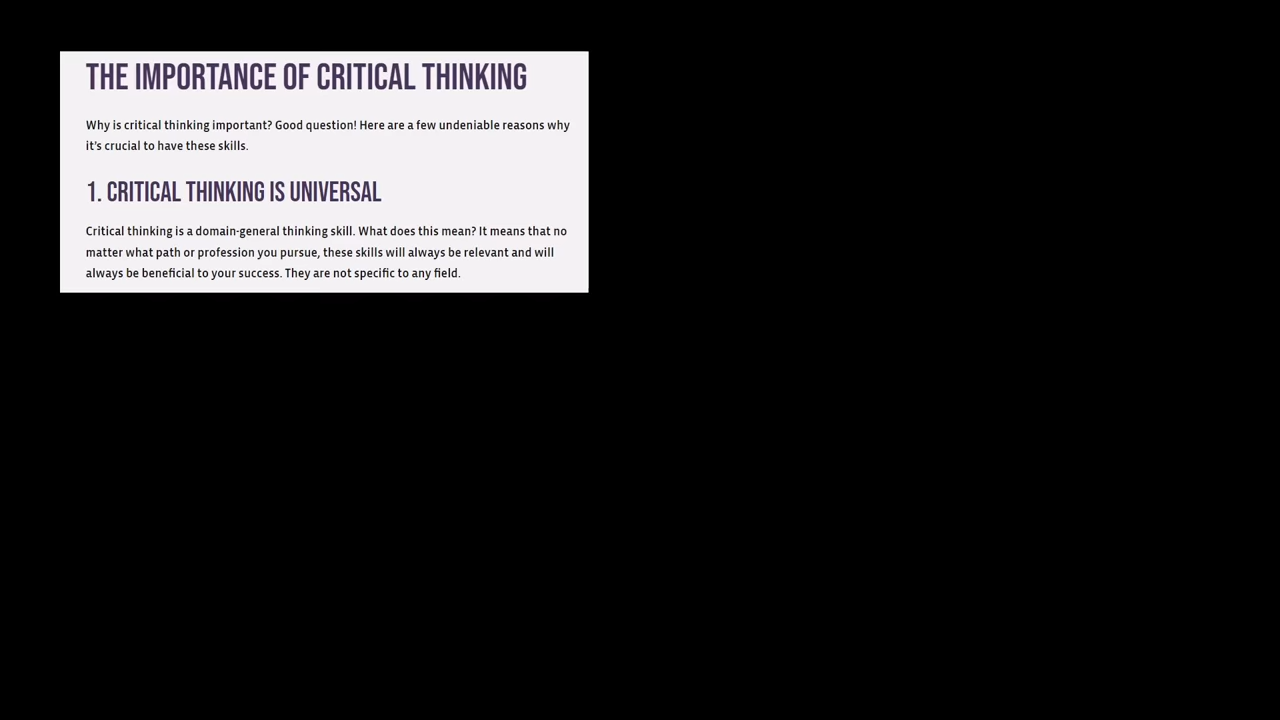 THE IMPORTANCE OF CRITICAL THINKING
Why is critical thinking important? Good question! Here are a few undeniable reasons why
it's crucial to have these skills.
1. CRITICAL THINKING IS UNIVERSAL
Critical thinking is a domain-general thinking skill. What does this mean? It means that no
matter what path or profession you pursue, these skills will always be relevant and will
always be beneficial to your success. They are not specific to any field.